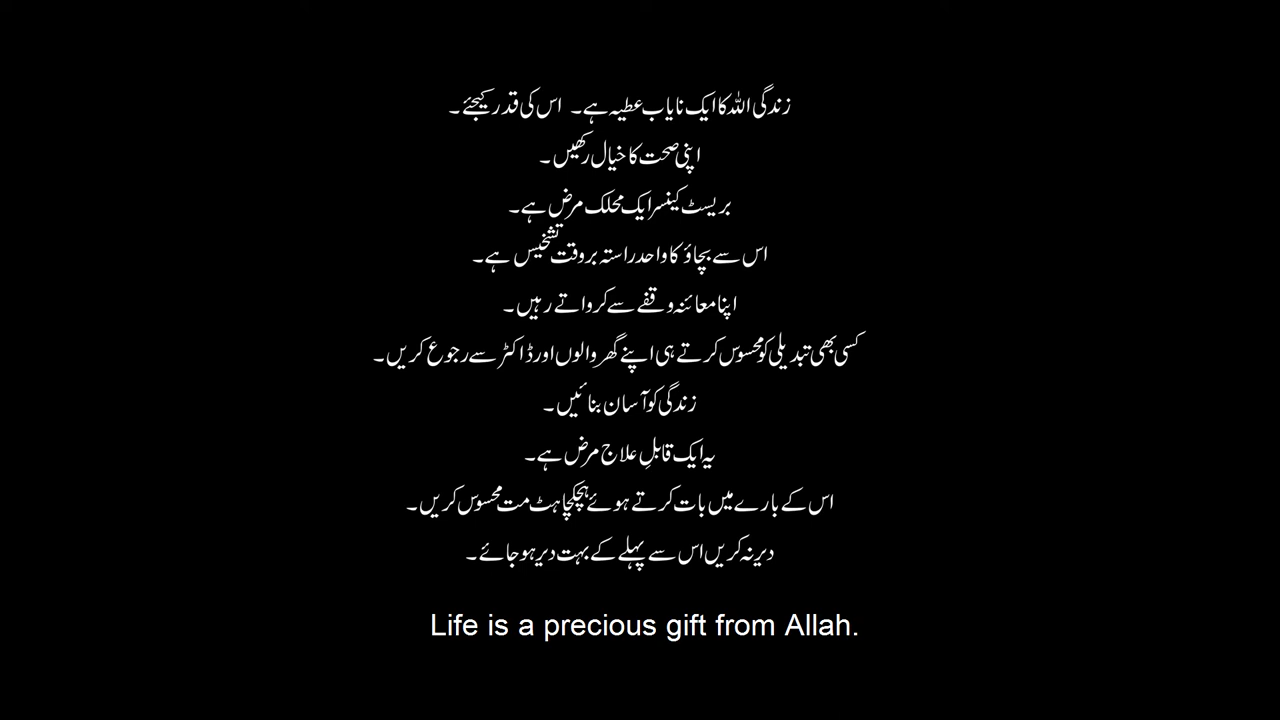 زندگی اللہ کا ایک نایاب عطیہ ہے۔ اس کی قدر کیجئے۔
اپنی صحت کا خیال رکھیں۔
بریسٹ کینسر ایک محلک مرض ہے۔
اس سے بچاؤ کا واحد راستہ بروقت تشخیس ہے۔
اپنا معائنہ وقفے سے کرواتے رہیں۔
کسی بھی تبدیلی کو محسوس کرتے ہی اپنے گھر والوں اور ڈاکٹر سے رجوع کریں۔
زندگی کو آسان بنائیں۔
یہ ایک قابلِ علاج مرض ہے۔
اس کے بارے میں بات کرتے ہوئے ہچکچاہٹ مت محسوس کریں۔
دیر نہ کریں اس سے پہلے کے بہت دیر ہو جائے۔
Life is a precious gift from Allah.